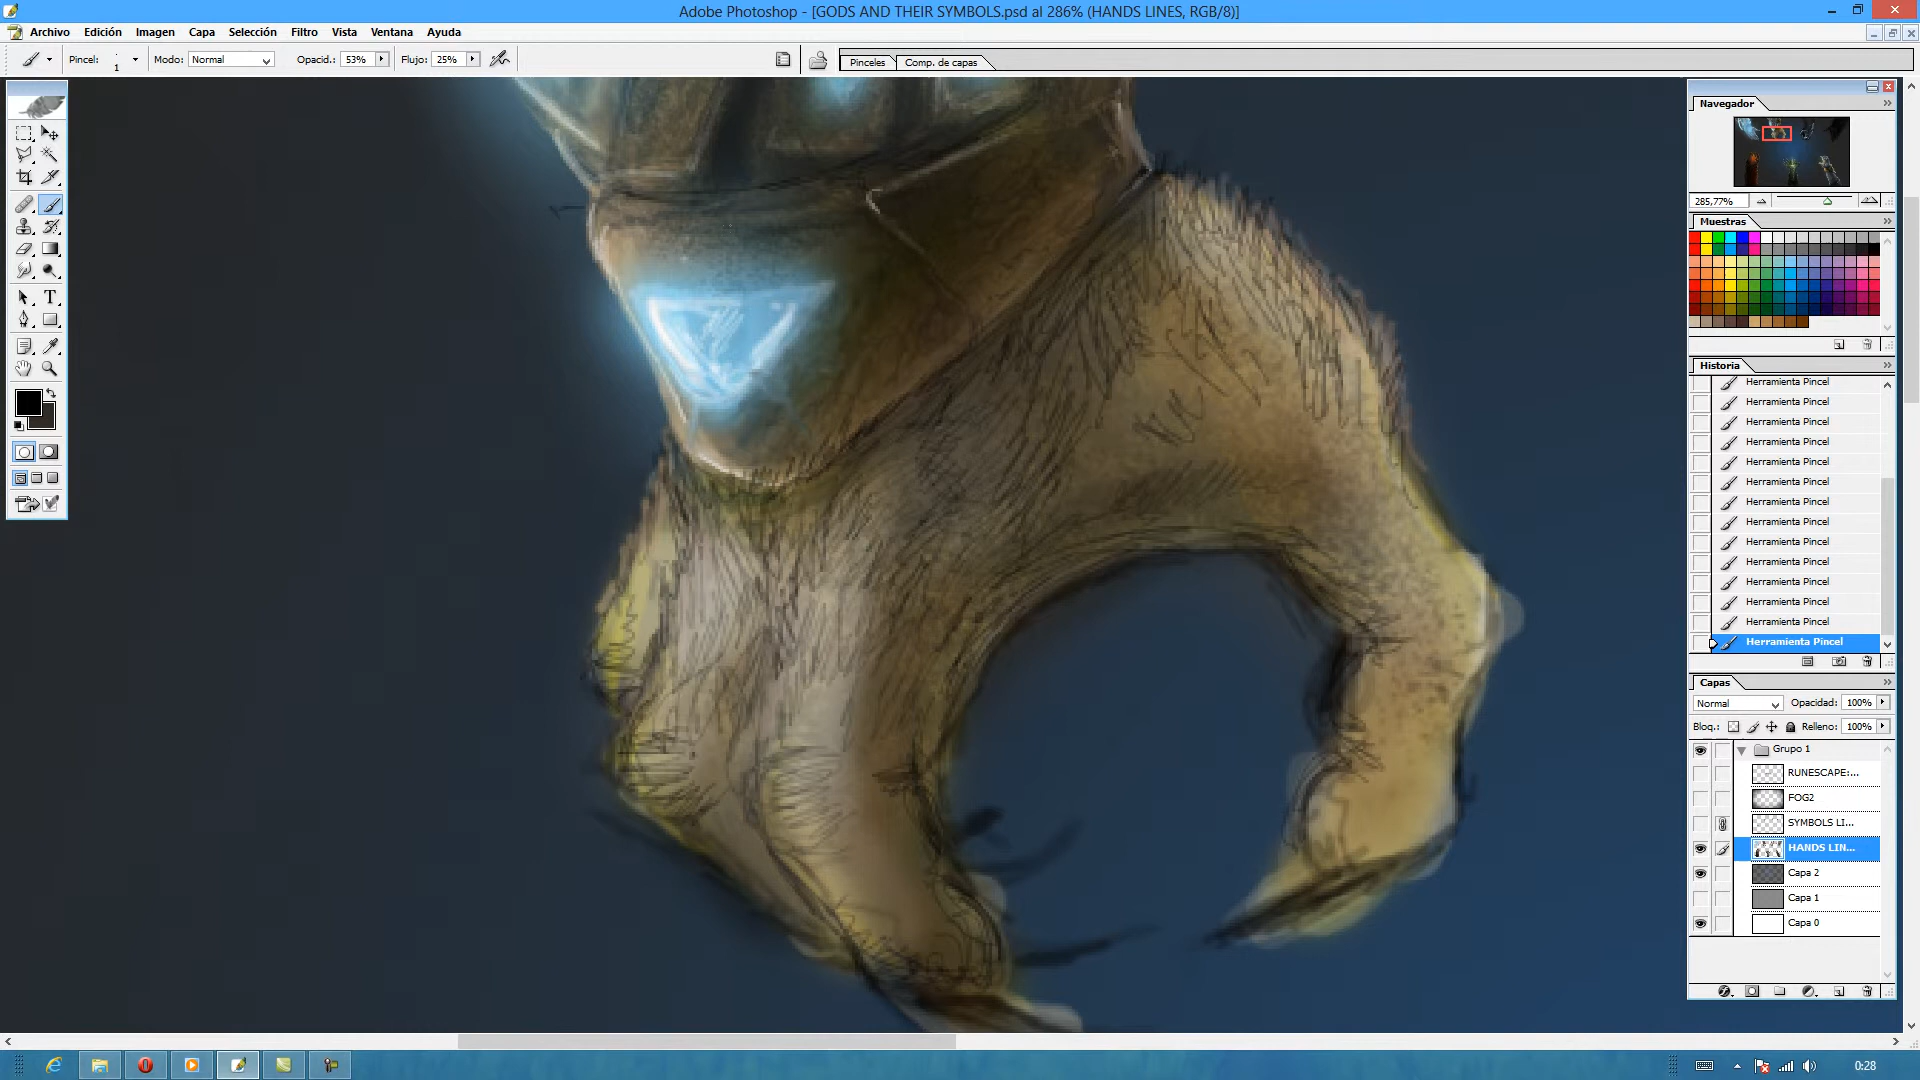 Adobe Photoshop - [GODS AND THEIR SYMBOLS.psd al 286% (HANDS LINES, RGB/8)]
Archivo Edición Imagen Capa Selección Filtro Vista Ventana Ayuda
Pincel: 1 Modo: Normal Opacid.: 53% Flujo: 25% Pinceles Comp. de capas
Navegador
285,77%
Muestras
Historia
Herramienta Pincel
Herramienta Pincel
Herramienta Pincel
Herramienta Pincel
Herramienta Pincel
Herramienta Pincel
Herramienta Pincel
Herramienta Pincel
Herramienta Pincel
Herramienta Pincel
Herramienta Pincel
Herramienta Pincel
Herramienta Pincel
Herramienta Pincel
Capas
Normal Opacidad: 100%
Bloq.: Relleno: 100%
Grupo 1
RUNESCAPE:...
FOG2
SYMBOLS LI...
HANDS LIN...
Capa 2
Capa 1
Capa 0
0:28